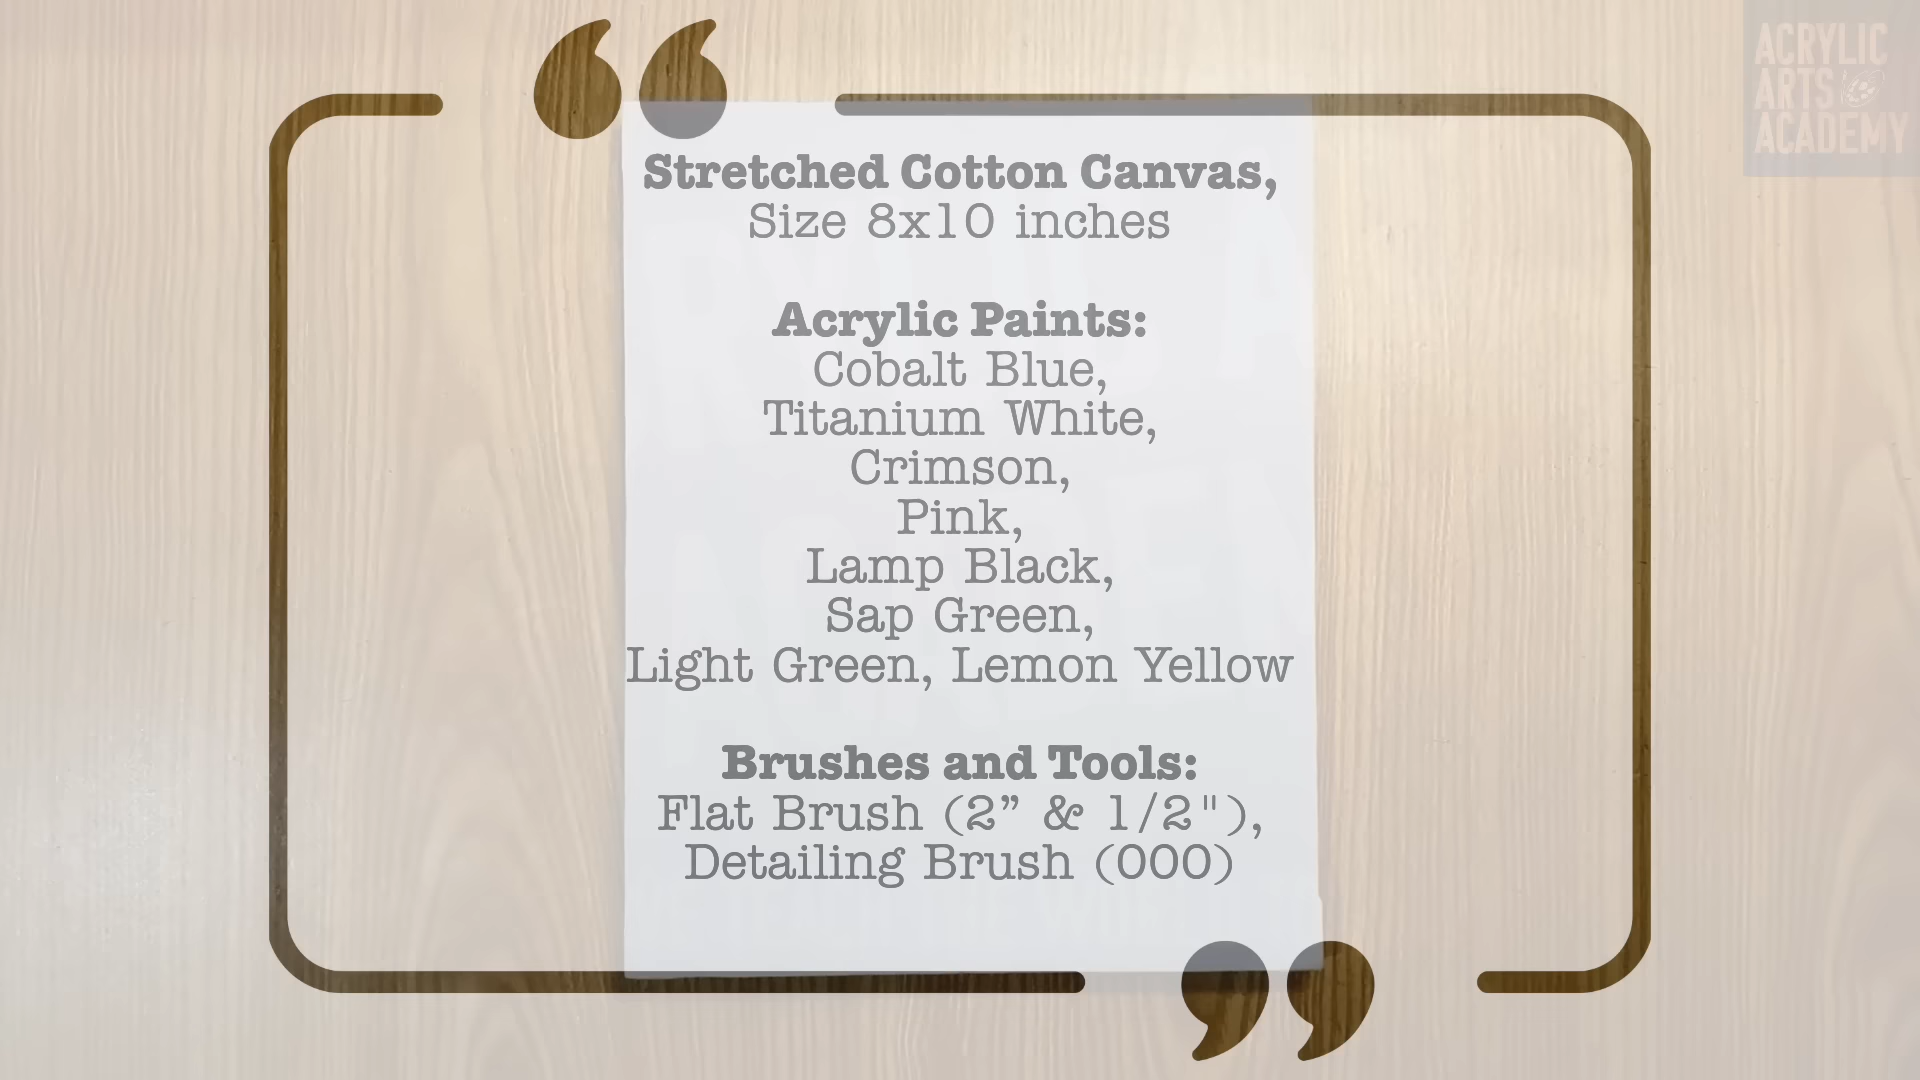 ACRYLIC
ARTS
ACADEMY
Stretched Cotton Canvas,
Size 8x10 inches
Acrylic Paints:
Cobalt Blue,
Titanium White,
Crimson,
Pink,
Lamp Black,
Sap Green,
Light Green, Lemon Yellow
Brushes and Tools:
Flat Brush (2” & 1/2"),
Detailing Brush (000)